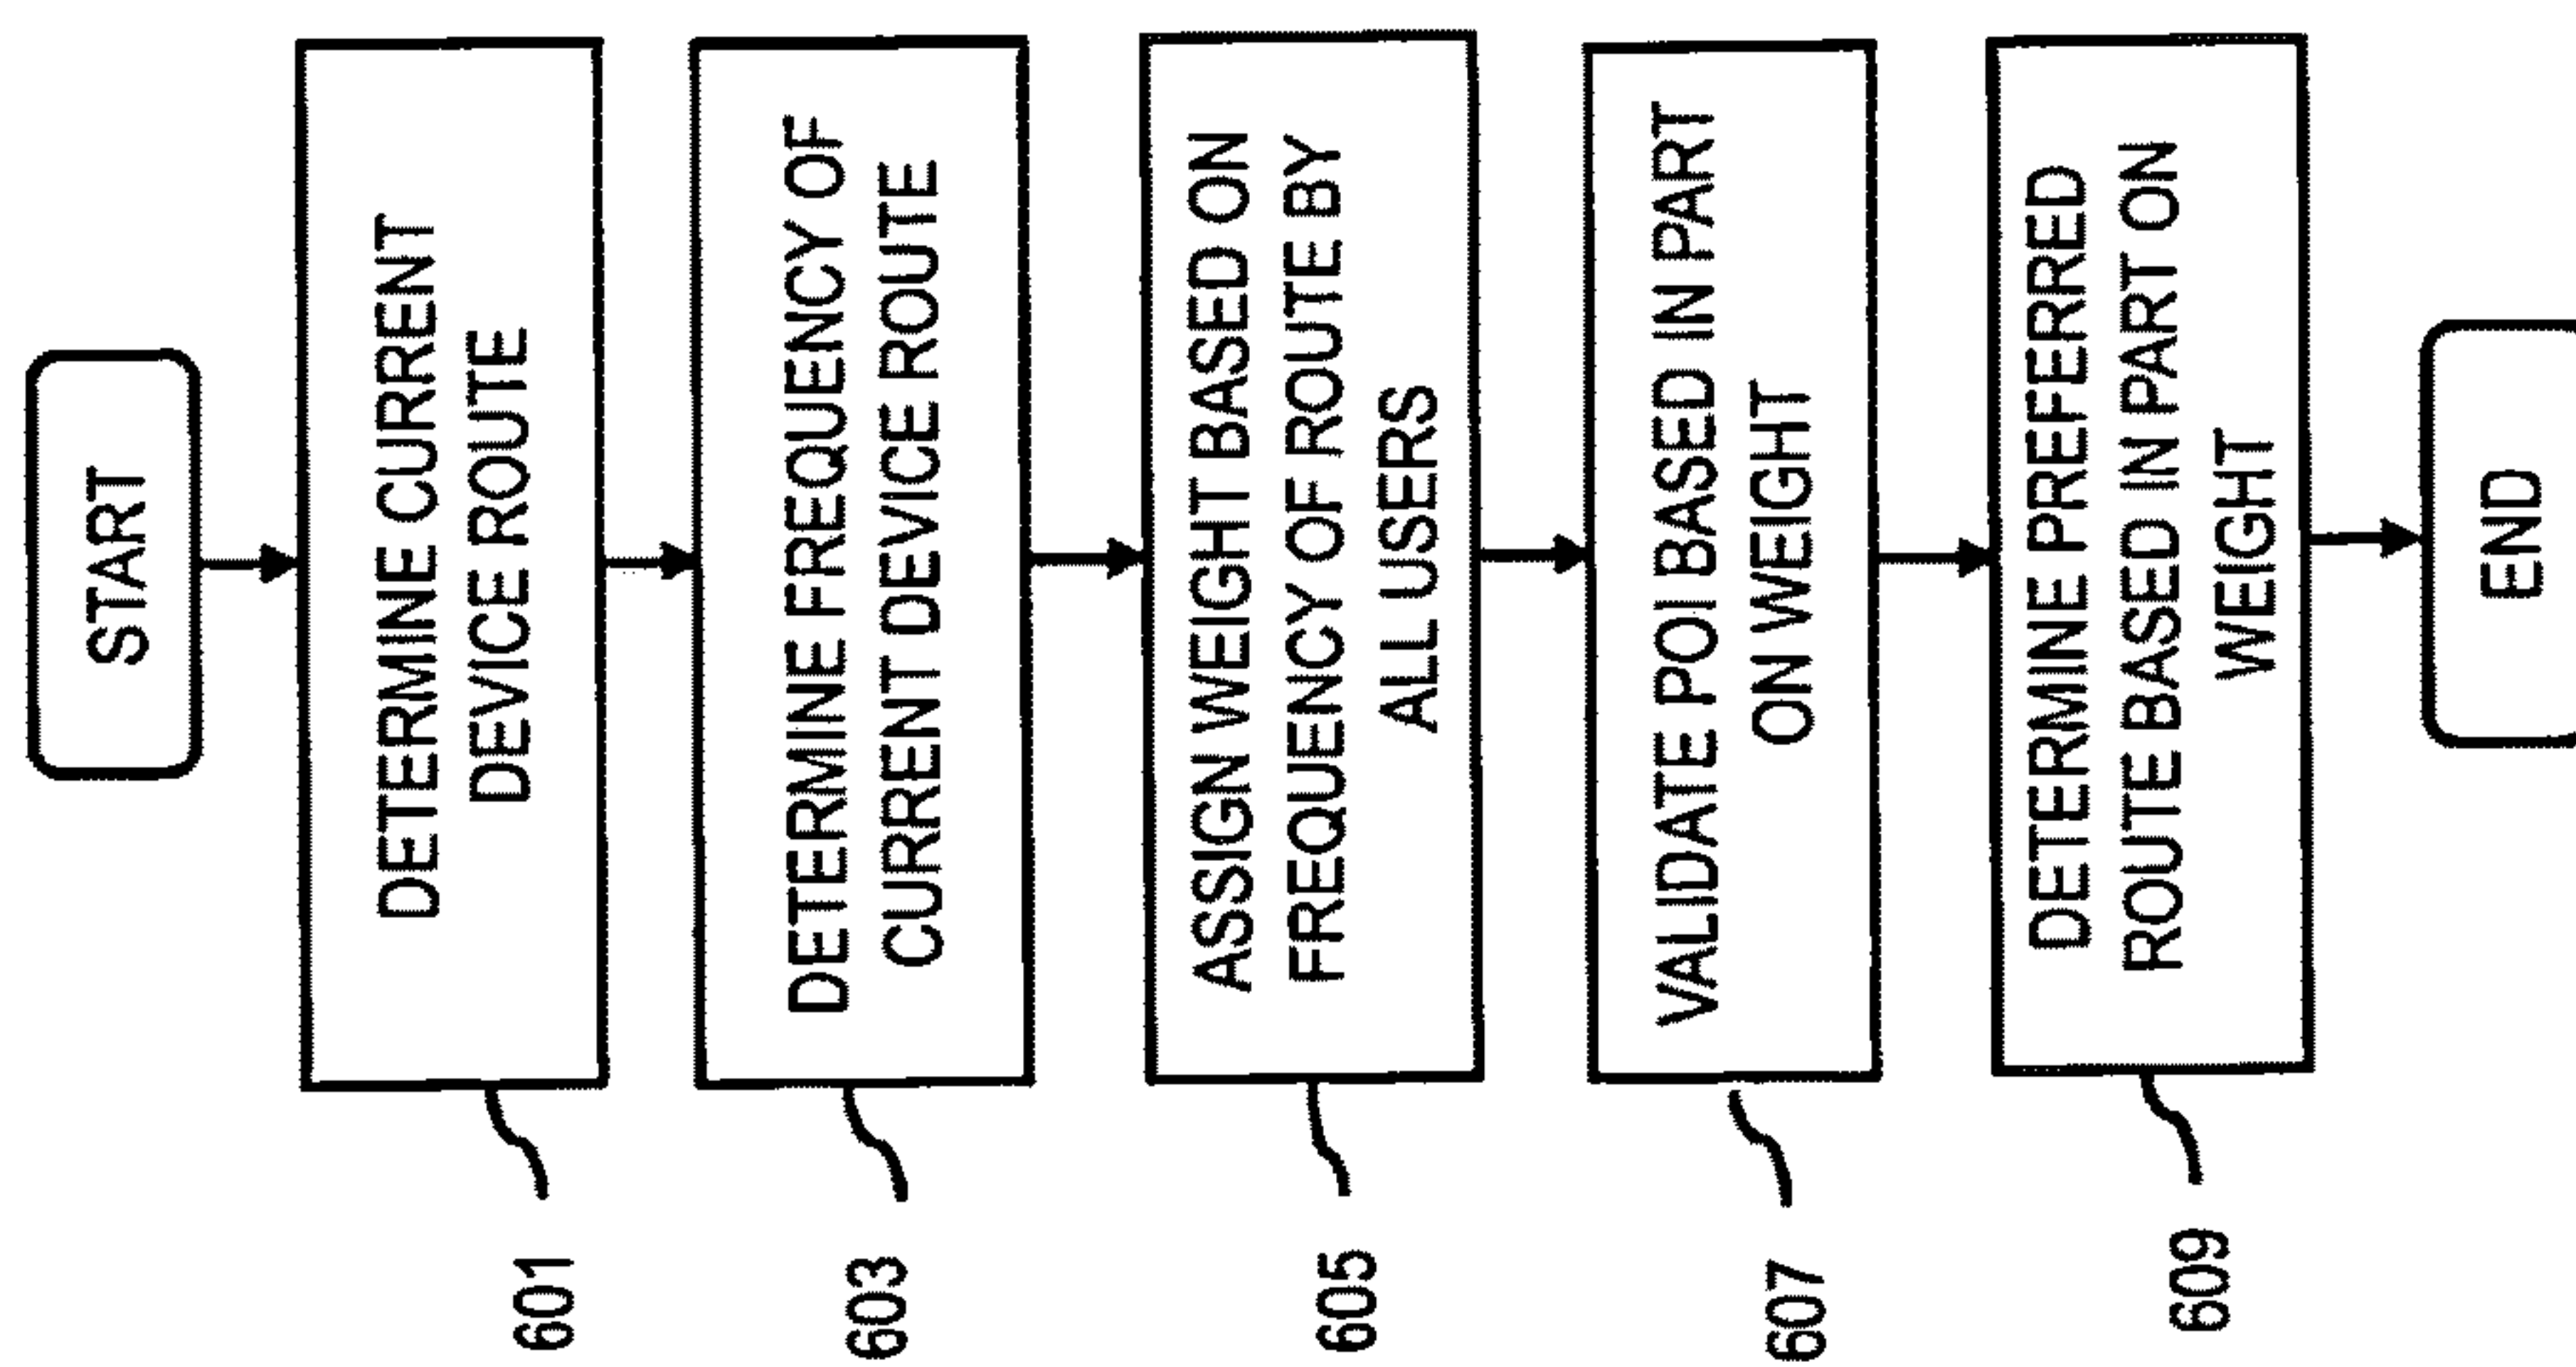 START
DETERMINE CURRENT
DEVICE ROUTE
601
DETERMINE FREQUENCY OF
CURRENT DEVICE ROUTE
603
ASSIGN WEIGHT BASED ON
FREQUENCY OF ROUTE BY
ALL USERS
605
VALIDATE POI BASED IN PART
ON WEIGHT
607
DETERMINE PREFERRED
ROUTE BASED IN PART ON
WEIGHT
609
END